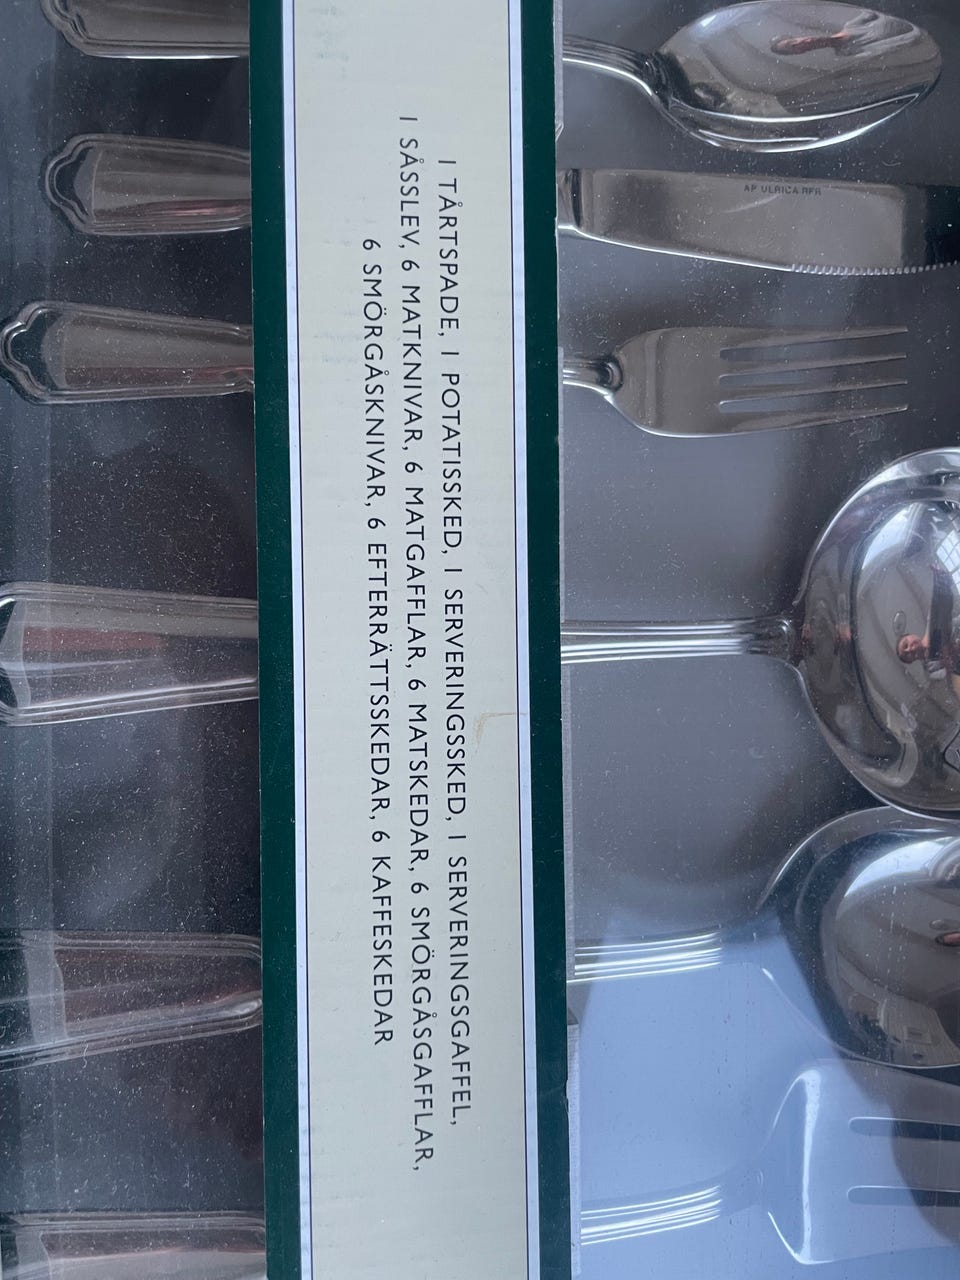 1 TÅRTSPADE, 1 POTATISSKED, 1 SERVERINGSSKED, 1 SERVERINGSGAFFEL,
1 SÅSSLEV, 6 MATKNIVAR, 6 MATGAFFLAR, 6 MATSKEDAR, 6 SMÖRGÅSGAFFLAR,
6 SMÖRGÅSKNIVAR, 6 EFTERRÄTTSSKEDAR, 6 KAFFESKEDAR
AP ULRICA RFR